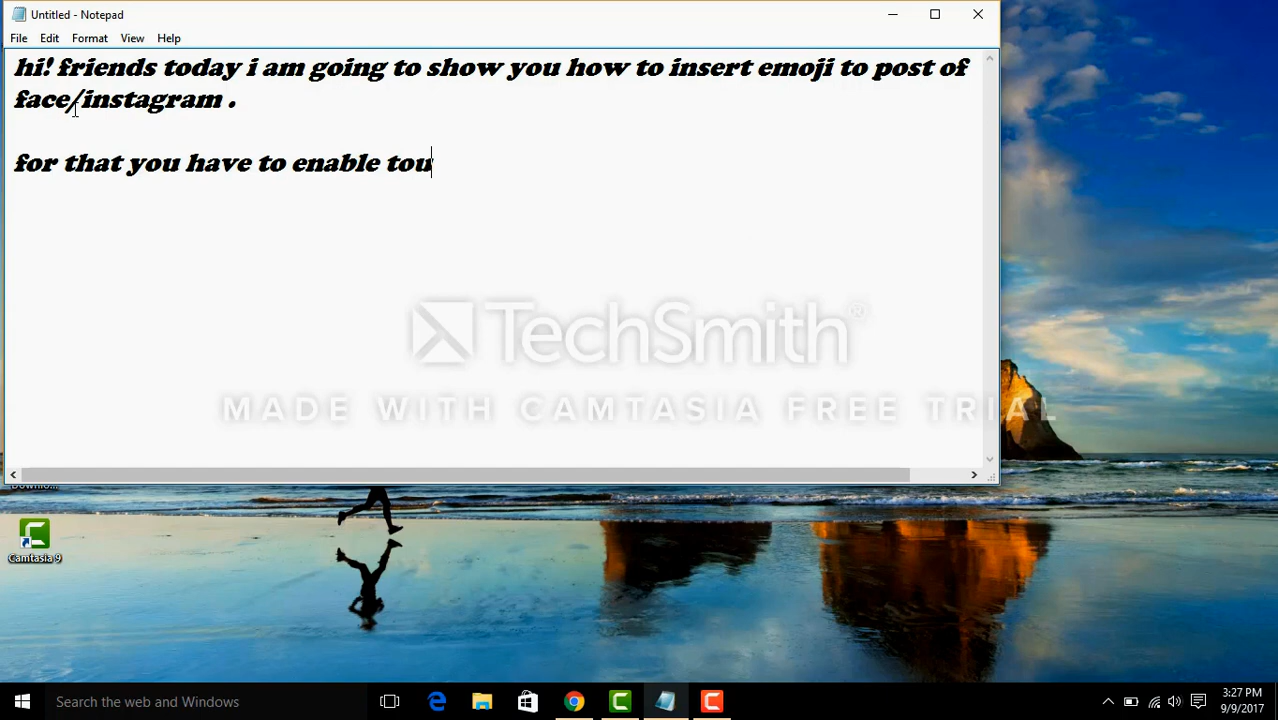 Untitled - Notepad
File Edit Format View Help
hi! friends today i am going to show you how to insert emoji to post of
face/instagram .
for that you have to enable tou
TechSmith®
MADE WITH CAMTASIA FREE TRIAL
Downlo...
Camtasia 9
Search the web and Windows
3:27 PM
9/9/2017